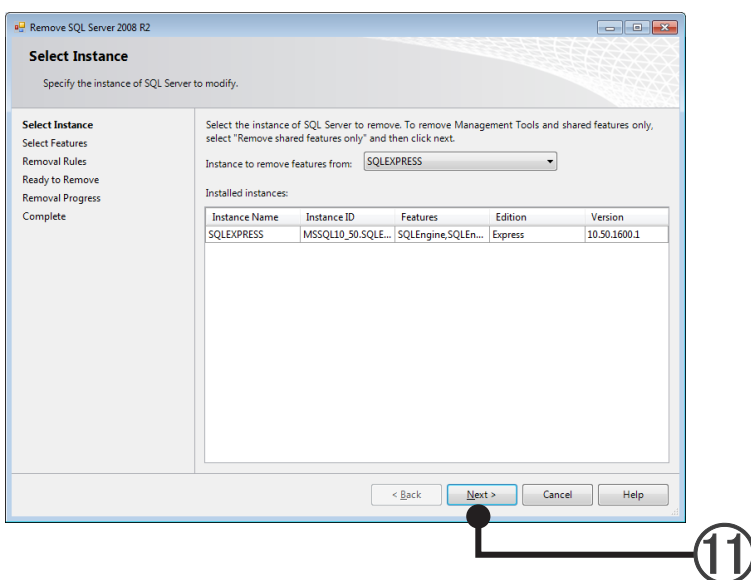 Remove SQL Server 2008 R2
Select Instance
Specify the instance of SQL Server to modify.
Select Instance
Select Features
Removal Rules
Ready to Remove
Removal Progress
Complete
Select the instance of SQL Server to remove. To remove Management Tools and shared features only,
select "Remove shared features only" and then click next.
Instance to remove features from: SQLEXPRESS
Installed instances:
Instance Name Instance ID Features Edition Version
SQLEXPRESS MSSQL10_50.SQLE... SQLEngine,SQLEn... Express 10.50.1600.1
< Back Next > Cancel Help
⑪